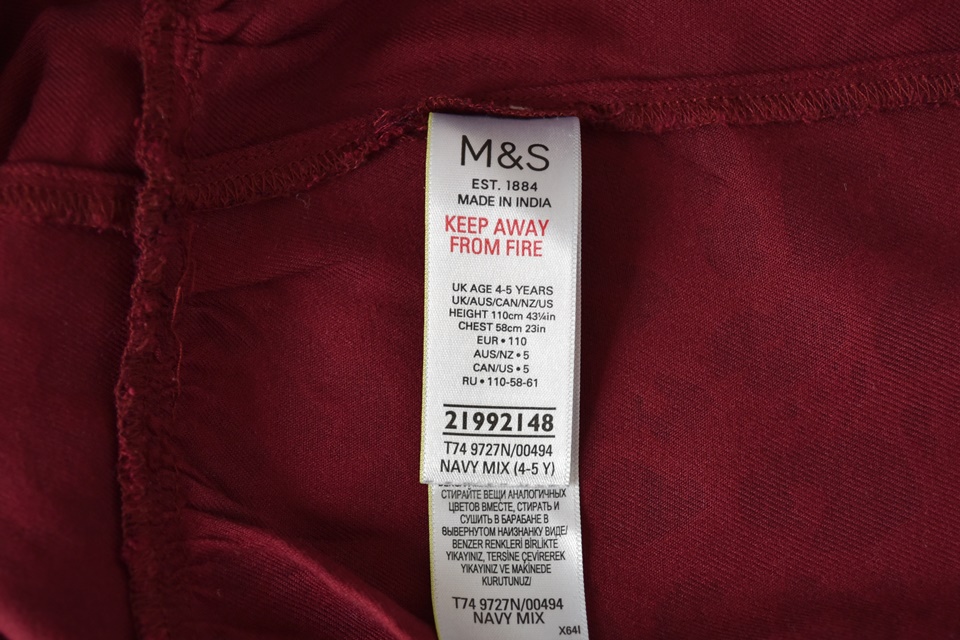 M&S
EST. 1884
MADE IN INDIA
KEEP AWAY
FROM FIRE
UK AGE 4-5 YEARS
UK/AUS/CAN/NZ/US
HEIGHT 110cm 43¼in
CHEST 58cm 23in
EUR • 110
AUS/NZ • 5
CAN/US • 5
RU • 110-58-61
21992148
T74 9727N/00494
NAVY MIX (4-5 Y)
СТИРАЙТЕ ВЕЩИ АНАЛОГИЧНЫХ
ЦВЕТОВ ВМЕСТЕ, СТИРАТЬ И
СУШИТЬ В БАРАБАНЕ В
ВЫВЕРНУТОМ НАИЗНАНКУ ВИДЕ/
BENZER RENKLERİ BİRLİKTE
YIKAYINIZ, TERSİNE ÇEVİREREK
YIKAYINIZ VE MAKİNEDE
KURUTUNUZ/
T74 9727N/00494
NAVY MIX
X64I